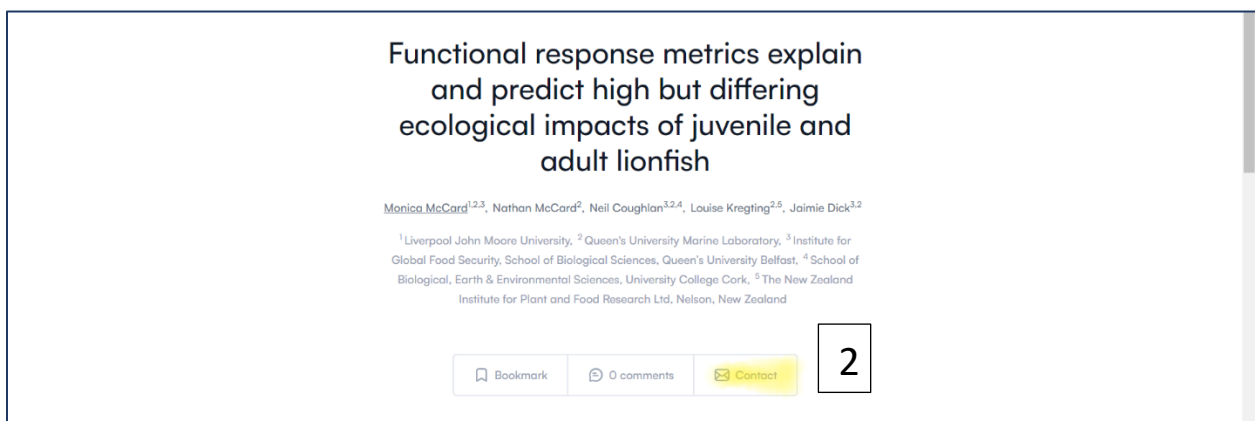 Functional response metrics explain
and predict high but differing
ecological impacts of juvenile and
adult lionfish
Monica McCard1,2,3, Nathan McCard2, Neil Coughlan3,2,4, Louise Kregting2,5, Jaimie Dick3,2
1 Liverpool John Moore University, 2 Queen's University Marine Laboratory, 3 Institute for
Global Food Security, School of Biological Sciences, Queen's University Belfast, 4 School of
Biological, Earth & Environmental Sciences, University College Cork, 5 The New Zealand
Institute for Plant and Food Research Ltd, Nelson, New Zealand
Bookmark 0 comments Contact 2